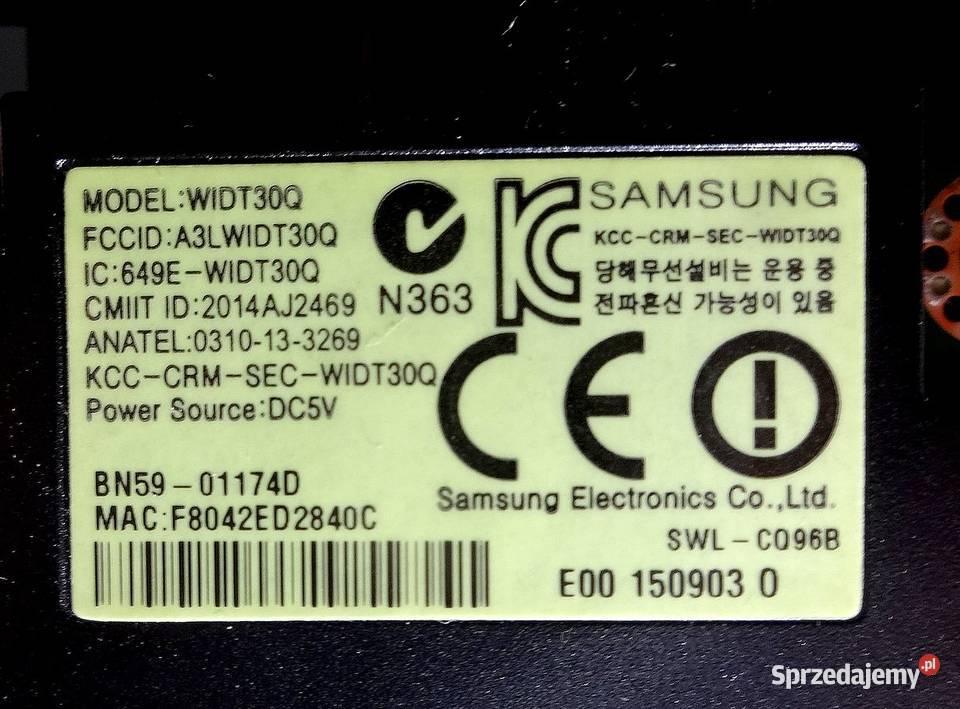 MODEL:WIDT30Q
FCCID:A3LWIDT30Q
IC:649E-WIDT30Q
CMIIT ID:2014AJ2469
ANATEL:0310-13-3269
KCC-CRM-SEC-WIDT30Q
Power Source:DC5V
N363
SAMSUNG
KCC-CRM-SEC-WIDT30Q
당해무선설비는 운용 중
전파혼신 가능성이 있음
CE
Samsung Electronics Co.,Ltd.
BN59-01174D
MAC:F8042ED2840C
SWL-CQ96B
E00 150903 0
Sprzedajemy.pl